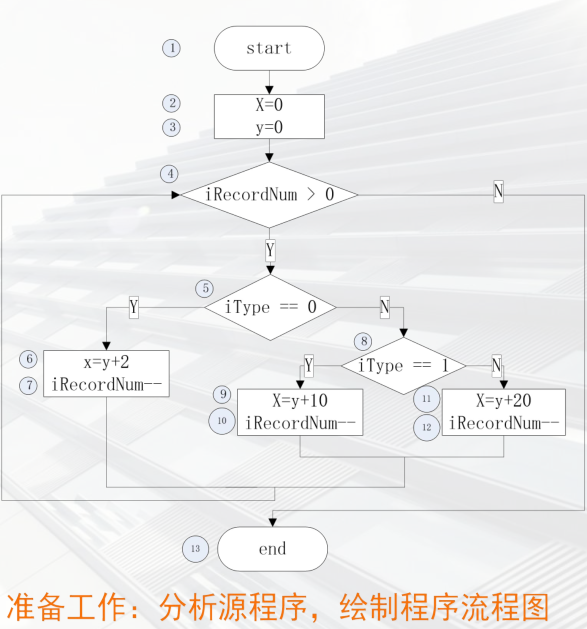 1 start
2 X=0
3 y=0
4 iRecordNum > 0
N
Y
5 iType == 0
Y
N
8 iType == 1
Y
N
6 x=y+2
7 iRecordNum--
9 X=y+10
10 iRecordNum--
11 X=y+20
12 iRecordNum--
13 end
准备工作：分析源程序，绘制程序流程图